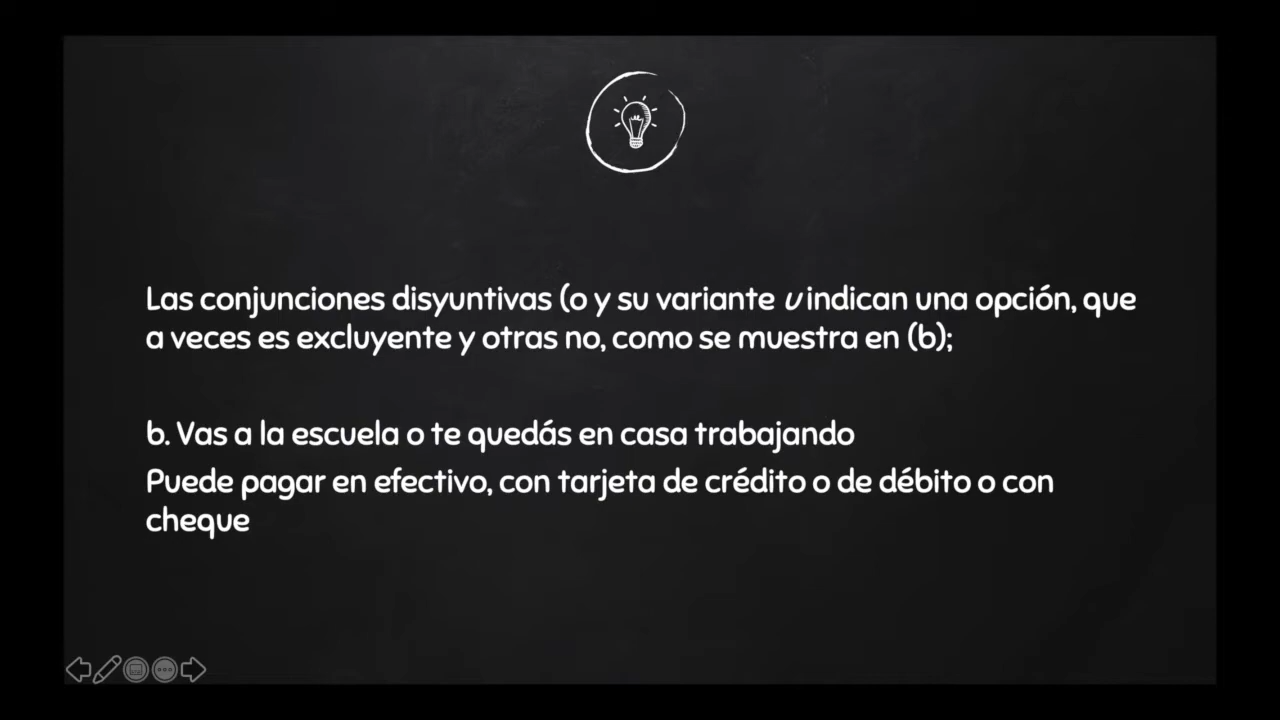 Las conjunciones disyuntivas (o y su variante u indican una opción, que
a veces es excluyente y otras no, como se muestra en (b);
b. Vas a la escuela o te quedás en casa trabajando
Puede pagar en efectivo, con tarjeta de crédito o de débito o con
cheque